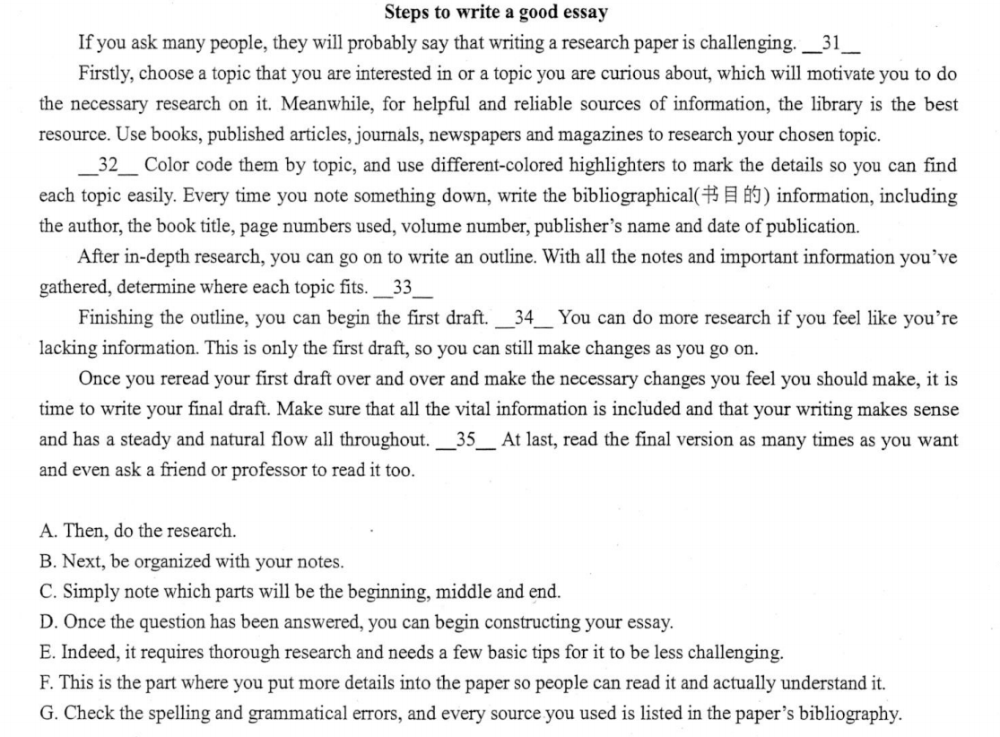 Steps to write a good essay
If you ask many people, they will probably say that writing a research paper is challenging. __31__
Firstly, choose a topic that you are interested in or a topic you are curious about, which will motivate you to do
the necessary research on it. Meanwhile, for helpful and reliable sources of information, the library is the best
resource. Use books, published articles, journals, newspapers and magazines to research your chosen topic.
__32__ Color code them by topic, and use different-colored highlighters to mark the details so you can find
each topic easily. Every time you note something down, write the bibliographical(书目的) information, including
the author, the book title, page numbers used, volume number, publisher's name and date of publication.
After in-depth research, you can go on to write an outline. With all the notes and important information you've
gathered, determine where each topic fits. __33__
Finishing the outline, you can begin the first draft. __34__ You can do more research if you feel like you're
lacking information. This is only the first draft, so you can still make changes as you go on.
Once you reread your first draft over and over and make the necessary changes you feel you should make, it is
time to write your final draft. Make sure that all the vital information is included and that your writing makes sense
and has a steady and natural flow all throughout. __35__ At last, read the final version as many times as you want
and even ask a friend or professor to read it too.
A. Then, do the research.
B. Next, be organized with your notes.
C. Simply note which parts will be the beginning, middle and end.
D. Once the question has been answered, you can begin constructing your essay.
E. Indeed, it requires thorough research and needs a few basic tips for it to be less challenging.
F. This is the part where you put more details into the paper so people can read it and actually understand it.
G. Check the spelling and grammatical errors, and every source you used is listed in the paper's bibliography.